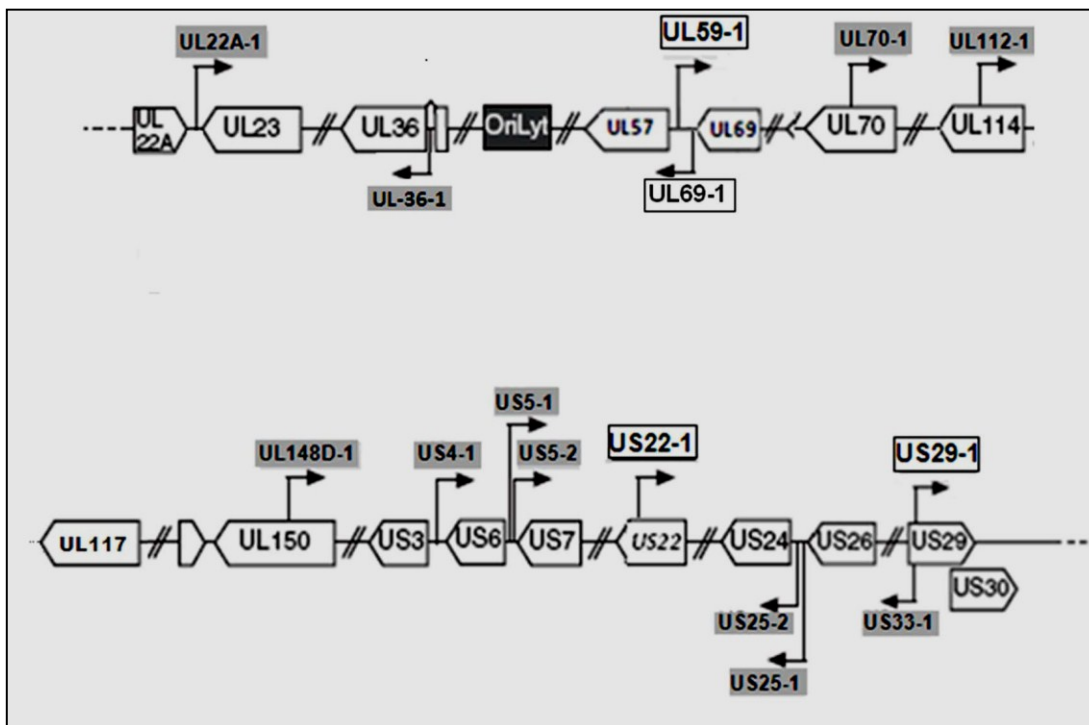 UL22A-1
UL59-1
UL70-1
UL112-1
UL 22A
UL23
UL36
OriLyt
UL57
UL69
UL70
UL114
UL-36-1
UL69-1
US5-1
UL148D-1
US4-1
US5-2
US22-1
US29-1
UL117
UL150
US3
US6
US7
US22
US24
US26
US29
US30
US25-2
US33-1
US25-1